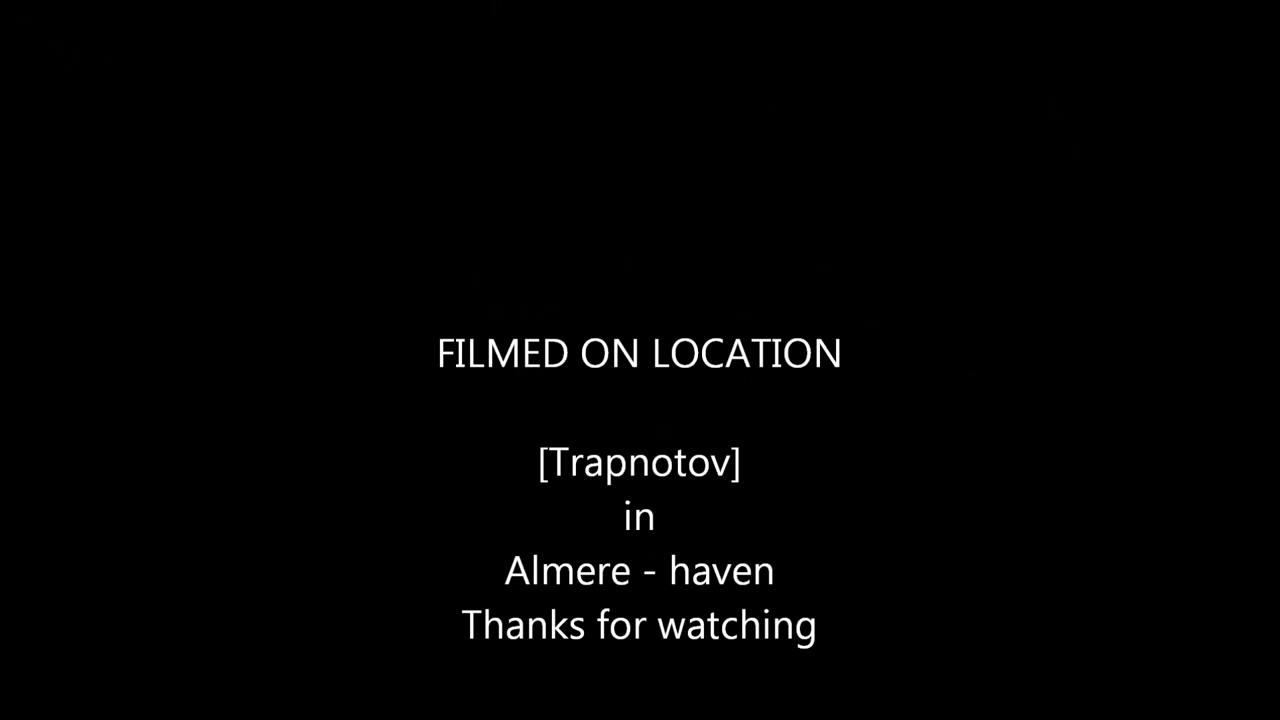 FILMED ON LOCATION
[Trapnotov]
in
Almere - haven
Thanks for watching